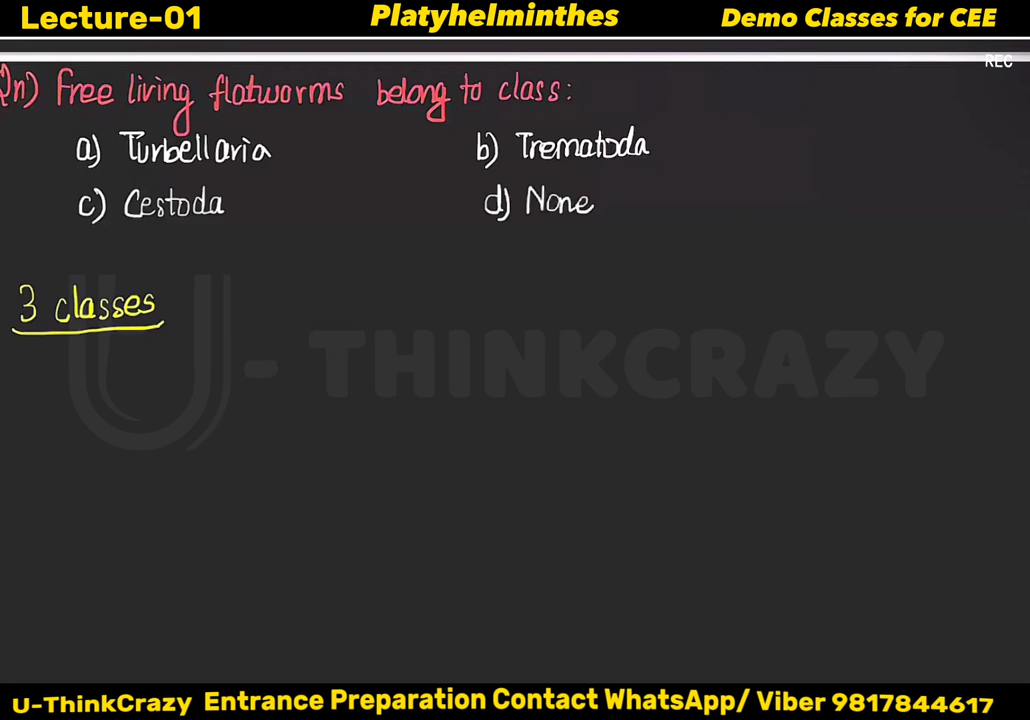 Lecture-01 Platyhelminthes Demo Classes for CEE
REC
Qn) Free living flatworms belong to class:
a) Turbellaria b) Trematoda
c) Cestoda d) None
3 classes
U-THINKCRAZY
U-ThinkCrazy Entrance Preparation Contact WhatsApp/ Viber 9817844617